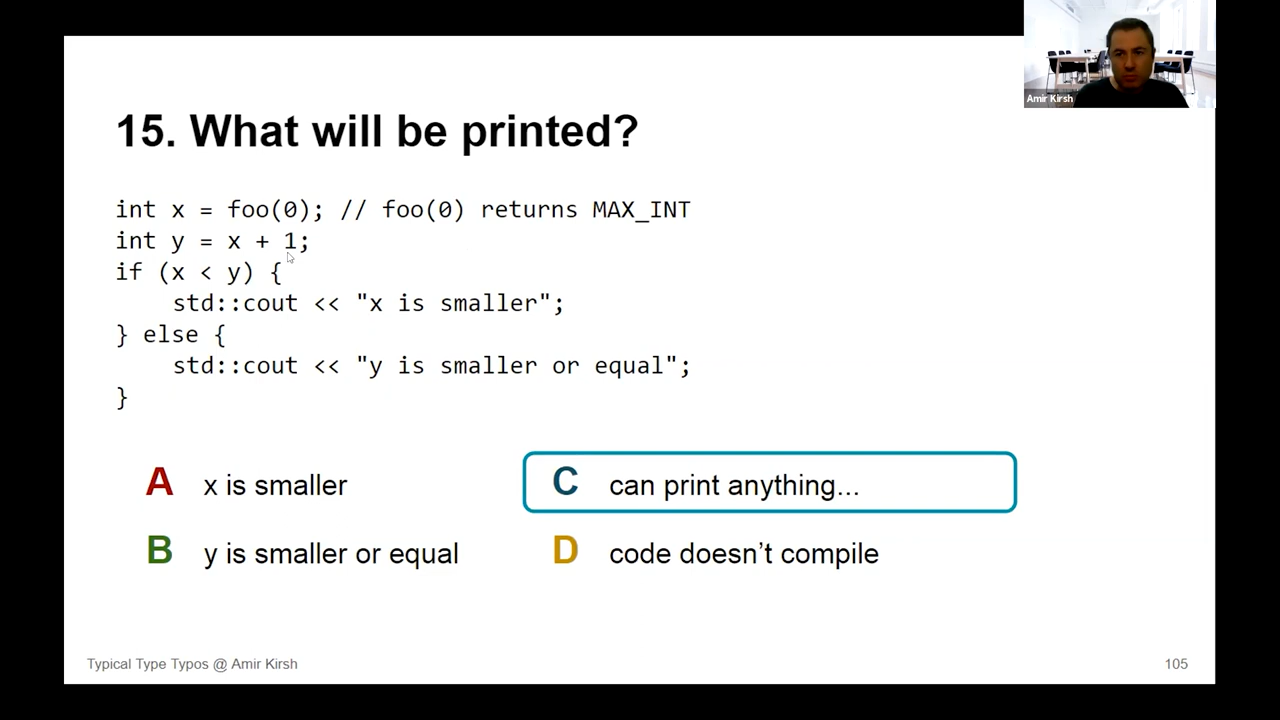 Amir Kirsh
15. What will be printed?
int x = foo(0); // foo(0) returns MAX_INT
int y = x + 1;
if (x < y) {
    std::cout << "x is smaller";
} else {
    std::cout << "y is smaller or equal";
}
A x is smaller
C can print anything...
B y is smaller or equal
D code doesn't compile
Typical Type Typos @ Amir Kirsh
105